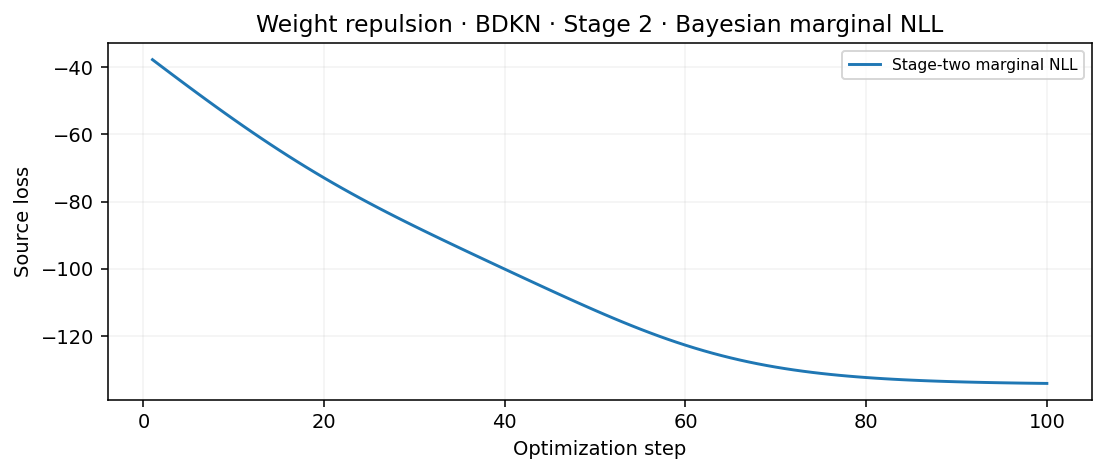 Weight repulsion · BDKN · Stage 2 · Bayesian marginal NLL
Stage-two marginal NLL
Source loss
−40
−60
−80
−100
−120
0 20 40 60 80 100
Optimization step